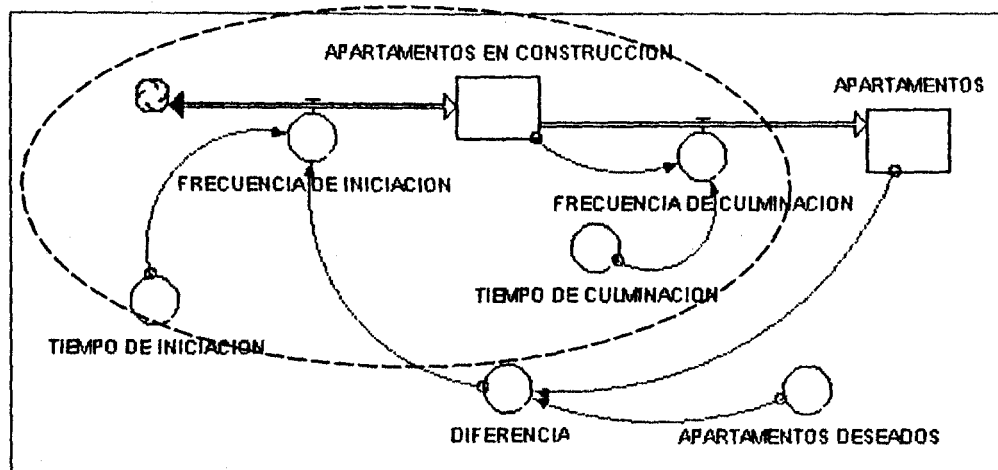 APARTAMENTOS EN CONSTRUCCION
APARTAMENTOS
FRECUENCIA DE INICIACION
FRECUENCIA DE CULMINACION
TIEMPO DE CULMINACION
TIEMPO DE INICIACION
DIFERENCIA
APARTAMENTOS DESEADOS